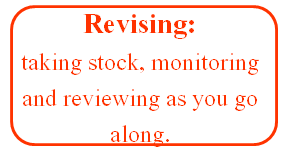 Revising:
taking stock, monitoring
and reviewing as you go
along.